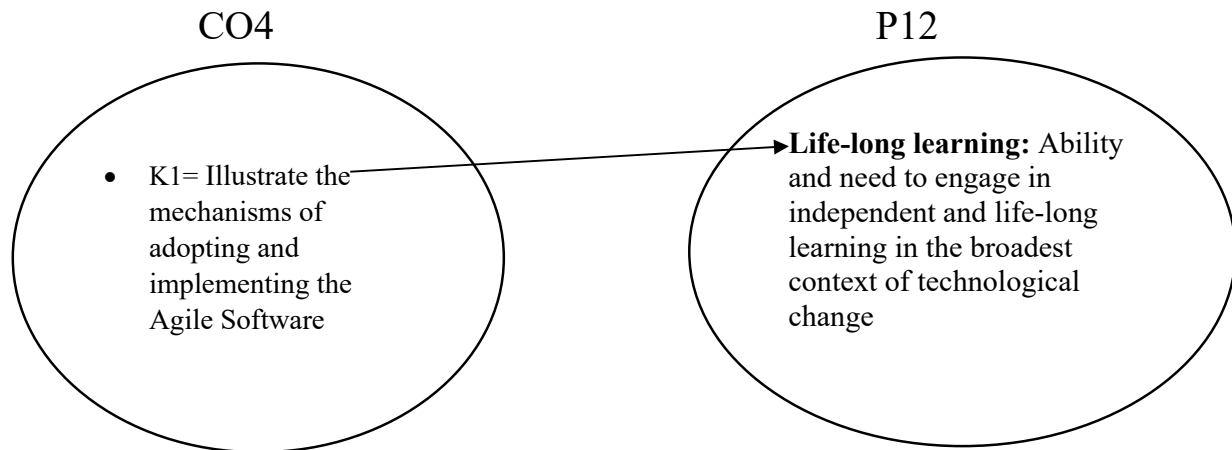 CO4
P12
• K1= Illustrate the
mechanisms of
adopting and
implementing the
Agile Software
Life-long learning: Ability
and need to engage in
independent and life-long
learning in the broadest
context of technological
change